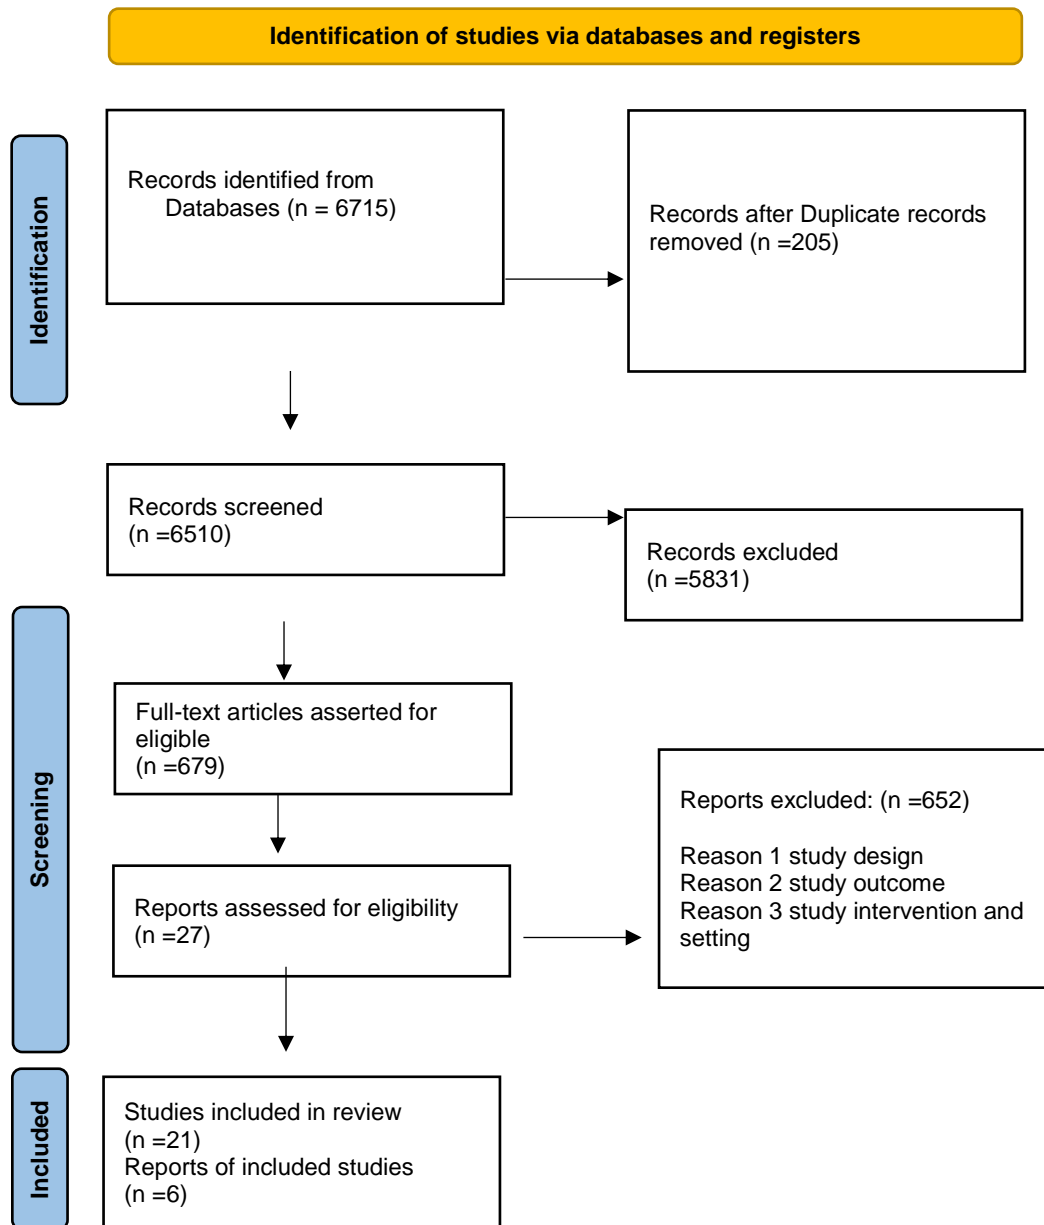 Identification of studies via databases and registers
Identification
Records identified from
Databases (n = 6715)
Records after Duplicate records
removed (n =205)
Records screened
(n =6510)
Records excluded
(n =5831)
Screening
Full-text articles asserted for
eligible
(n =679)
Reports assessed for eligibility
(n =27)
Reports excluded: (n =652)
Reason 1 study design
Reason 2 study outcome
Reason 3 study intervention and
setting
Included
Studies included in review
(n =21)
Reports of included studies
(n =6)